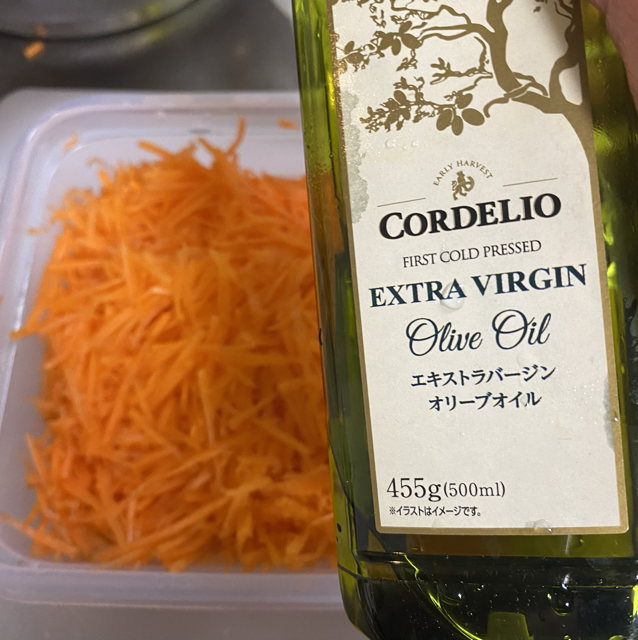 EARLY HARVEST
CORDELIO
FIRST COLD PRESSED
EXTRA VIRGIN
Olive Oil
エキストラバージン
オリーブオイル
455g(500ml)
※イラストはイメージです。